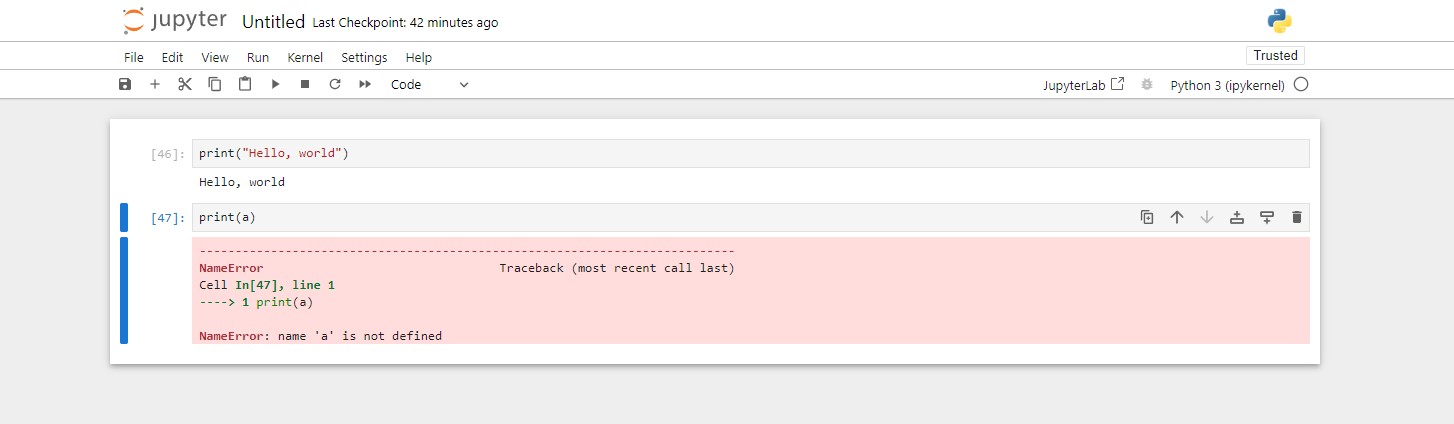 jupyter Untitled Last Checkpoint: 42 minutes ago
File Edit View Run Kernel Settings Help Trusted
Code JupyterLab Python 3 (ipykernel)
[46]: print("Hello, world")
Hello, world
[47]: print(a)
---------------------------------------------------------------------------
NameError                                 Traceback (most recent call last)
Cell In[47], line 1
----> 1 print(a)
NameError: name 'a' is not defined